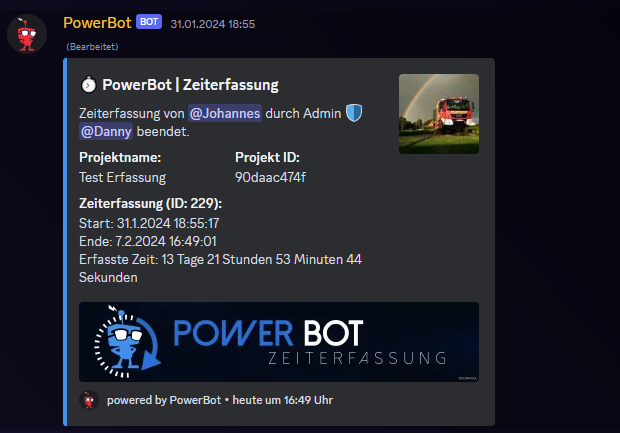 PowerBot BOT 31.01.2024 18:55
(Bearbeitet)
PowerBot | Zeiterfassung
Zeiterfassung von @Johannes durch Admin
@Danny beendet.
Projektname: Projekt ID:
Test Erfassung 90daac474f
Zeiterfassung (ID: 229):
Start: 31.1.2024 18:55:17
Ende: 7.2.2024 16:49:01
Erfasste Zeit: 13 Tage 21 Stunden 53 Minuten 44
Sekunden
POWER BOT
ZEITERFASSUNG
powered by PowerBot • heute um 16:49 Uhr